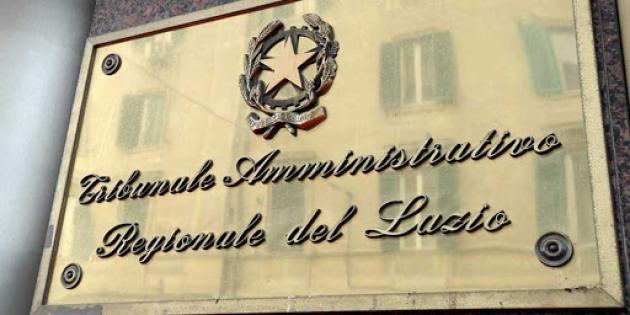 Tribunale Amministrativo
Regionale del Lazio